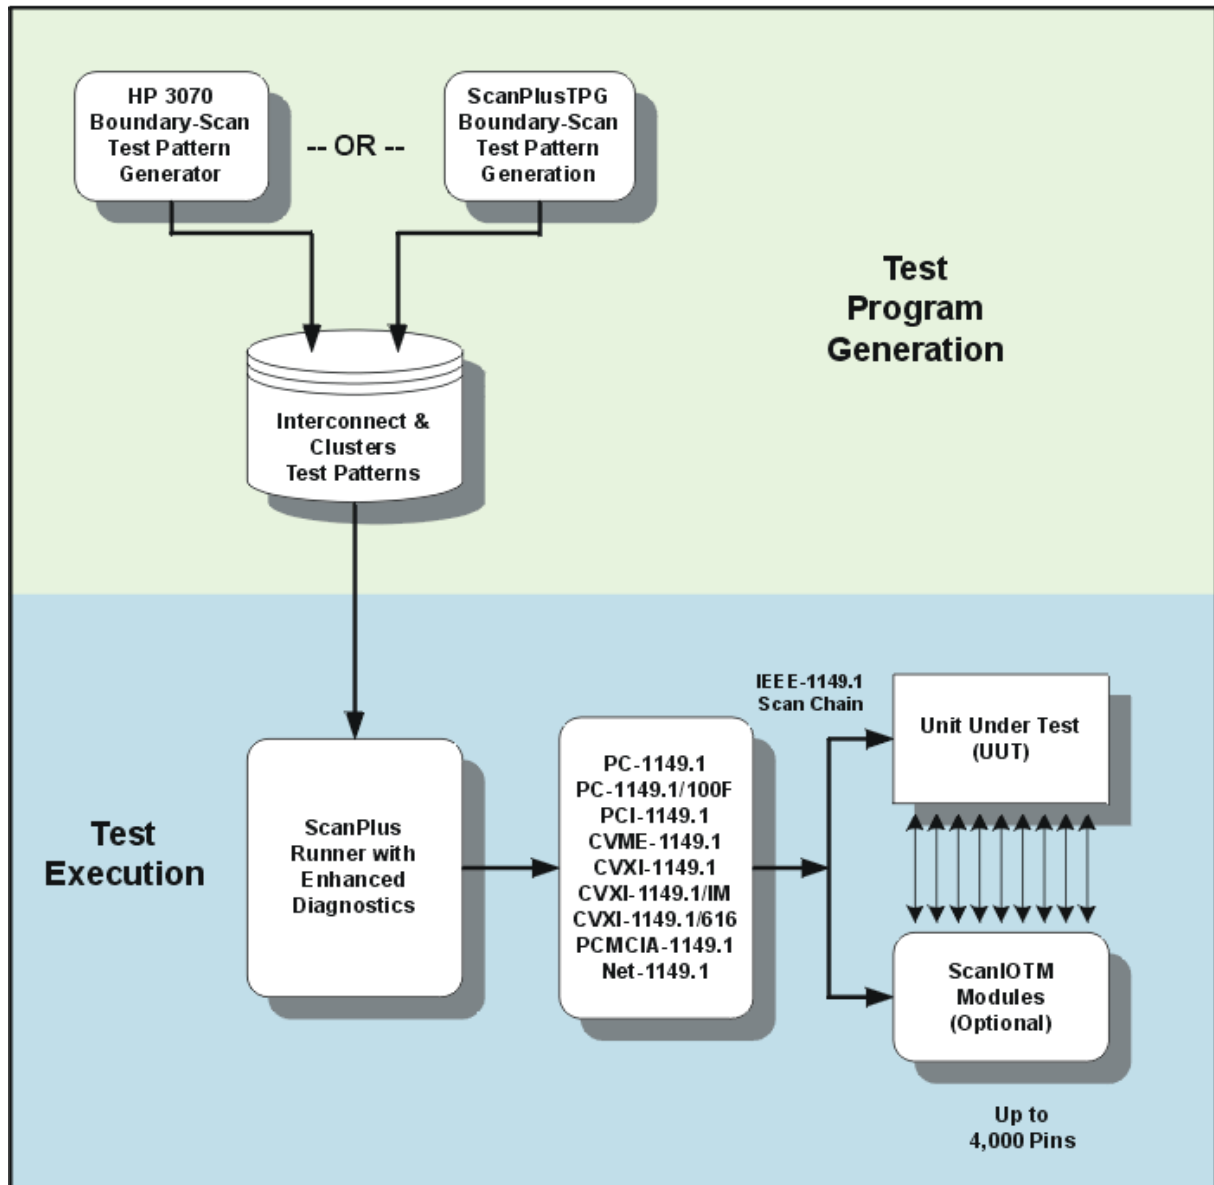 HP 3070
Boundary-Scan
Test Pattern
Generator
-- OR --
ScanPlusTPG
Boundary-Scan
Test Pattern
Generation
Test
Program
Generation
Interconnect &
Clusters
Test Patterns
Test
Execution
ScanPlus
Runner with
Enhanced
Diagnostics
PC-1149.1
PC-1149.1/100F
PCI-1149.1
CVME-1149.1
CVXI-1149.1
CVXI-1149.1/IM
CVXI-1149.1/616
PCMCIA-1149.1
Net-1149.1
IEEE-1149.1
Scan Chain
Unit Under Test
(UUT)
ScanIOTM
Modules
(Optional)
Up to
4,000 Pins